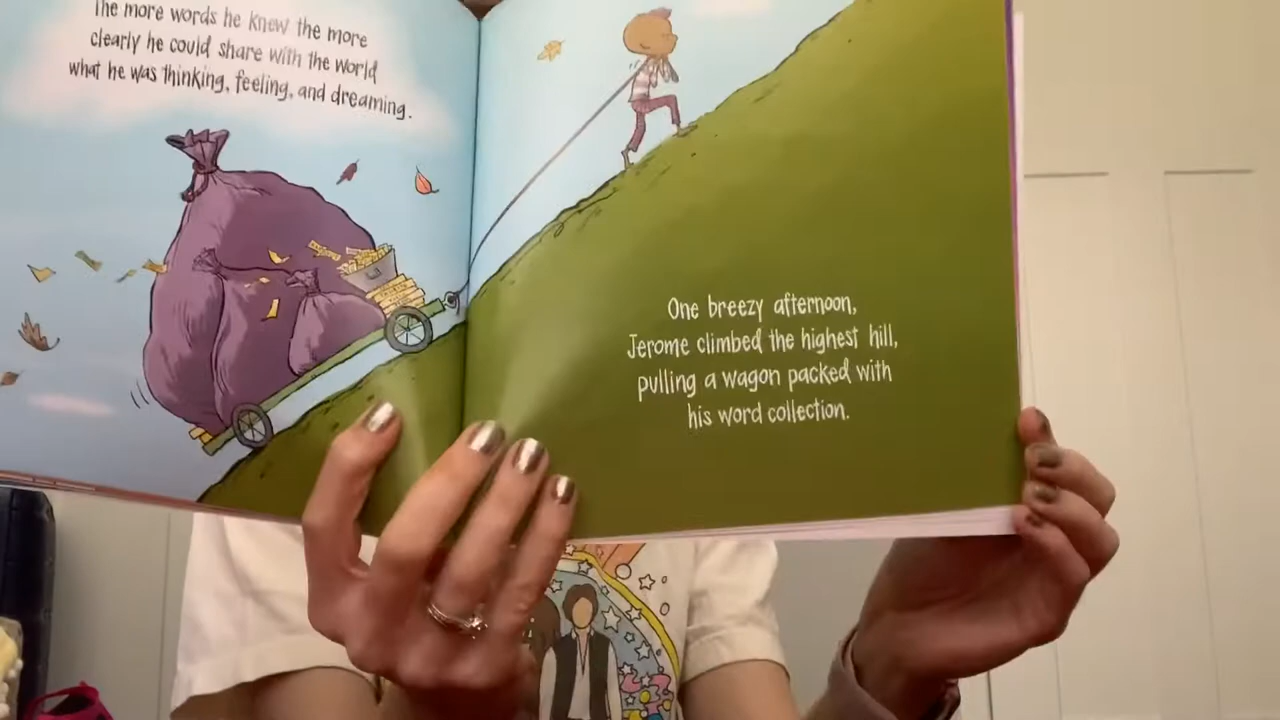 The more words he knew the more
clearly he could share with the world
what he was thinking, feeling, and dreaming.
One breezy afternoon,
Jerome climbed the highest hill,
pulling a wagon packed with
his word collection.